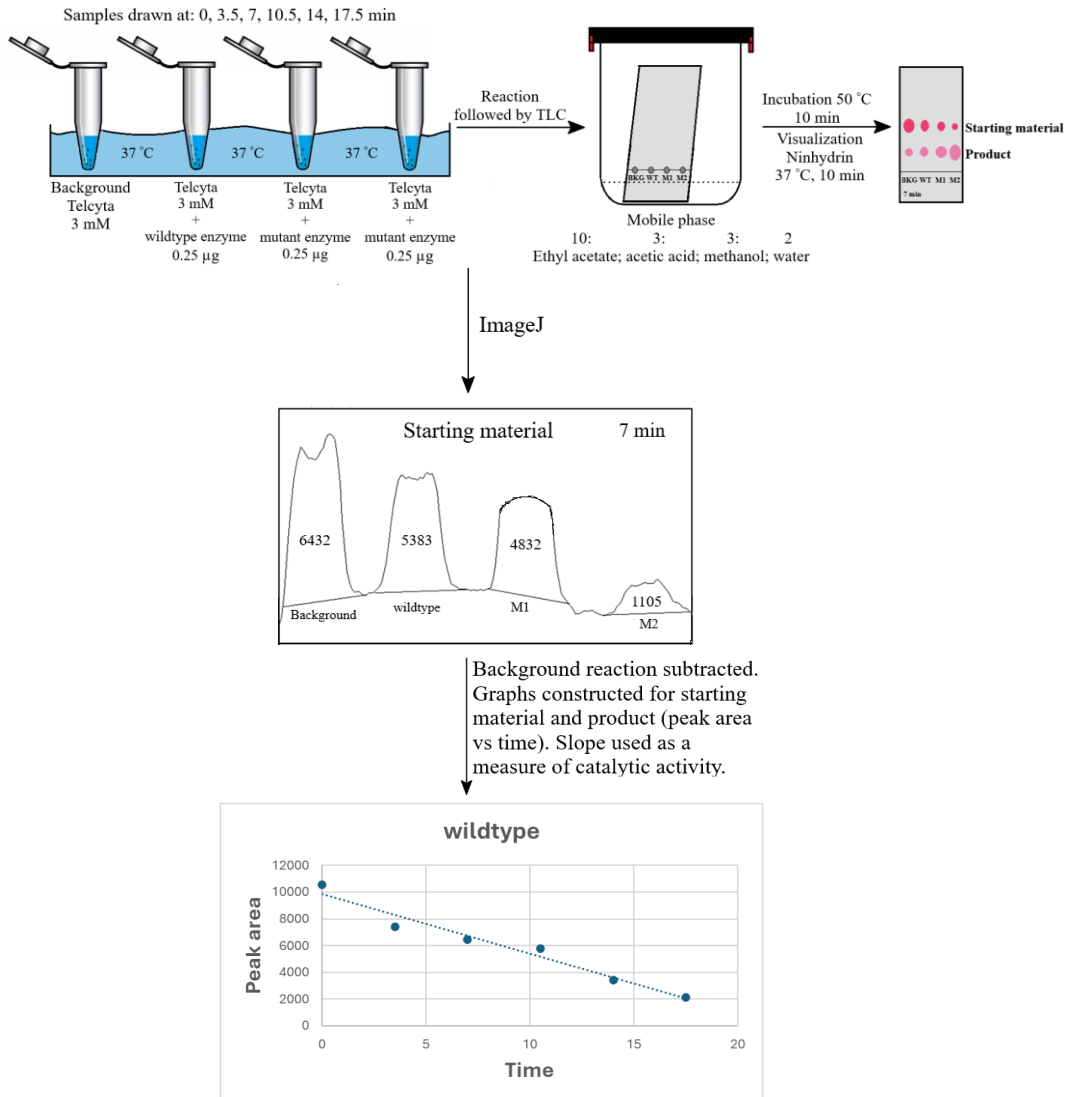 Samples drawn at: 0, 3.5, 7, 10.5, 14, 17.5 min
37 °C
37 °C
37 °C
Background
Telcyta
3 mM
Telcyta
3 mM
+
wildtype enzyme
0.25 µg
Telcyta
3 mM
+
mutant enzyme
0.25 µg
Telcyta
3 mM
+
mutant enzyme
0.25 µg
Reaction
followed by TLC
BKG WT M1 M2
Mobile phase
10: 3: 3: 2
Ethyl acetate; acetic acid; methanol; water
Incubation 50 °C
10 min
Visualization
Ninhydrin
37 °C, 10 min
Starting material
Product
BKG WT M1 M2
7 min
ImageJ
Starting material 7 min
6432
5383
4832
1105
Background
wildtype
M1
M2
Background reaction subtracted.
Graphs constructed for starting
material and product (peak area
vs time). Slope used as a
measure of catalytic activity.
wildtype
Peak area
12000
10000
8000
6000
4000
2000
0
0 5 10 15 20
Time